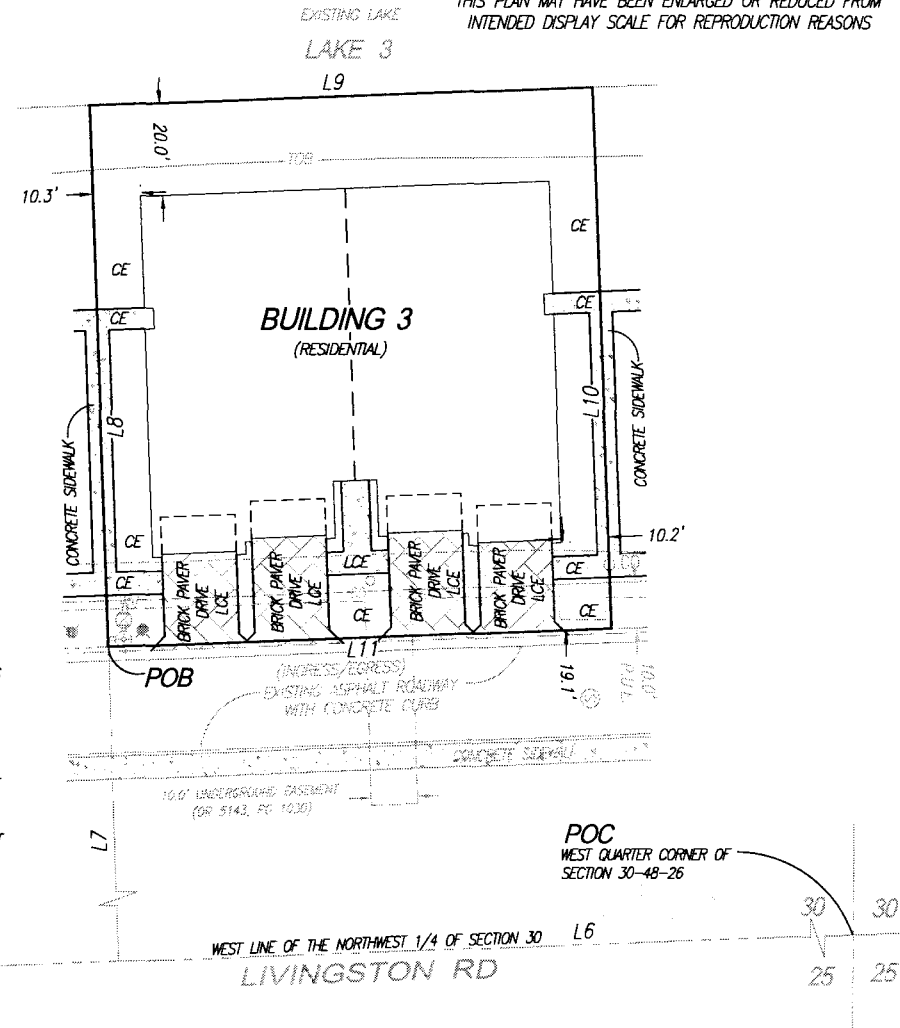 THIS PLAN MAY HAVE BEEN ENLARGED OR REDUCED FROM
INTENDED DISPLAY SCALE FOR REPRODUCTION REASONS
EXISTING LAKE
LAKE 3
L9
20.0'
TOB
10.3'
CE
CE
CE
CE
BUILDING 3
(RESIDENTIAL)
L8
L10
CONCRETE SIDEWALK
CONCRETE SIDEWALK
CE
10.2'
CE
LCE
CE
BRICK PAVER
DRIVE
LCE
BRICK PAVER
DRIVE
LCE
CE
BRICK PAVER
DRIVE
LCE
BRICK PAVER
DRIVE
LCE
CE
L11
POB
19.1'
10.0'
P.U.E.
(INGRESS/EGRESS)
EXISTING ASPHALT ROADWAY
WITH CONCRETE CURB
CONCRETE SIDEWALK
10.0' UNDERGROUND EASEMENT
(OR 5143, PG 1030)
L7
POC
WEST QUARTER CORNER OF
SECTION 30-48-26
30
30
WEST LINE OF THE NORTHWEST 1/4 OF SECTION 30
L6
LIVINGSTON RD
25
25